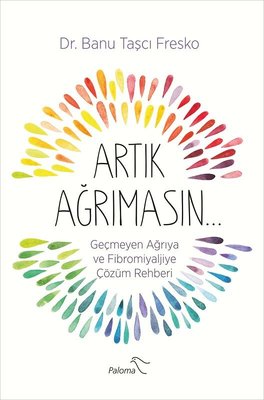 Dr. Banu Taşcı Fresko
ARTIK
AĞRIMASIN...
Geçmeyen Ağrıya
ve Fibromiyaljiye
Çözüm Rehberi
Paloma